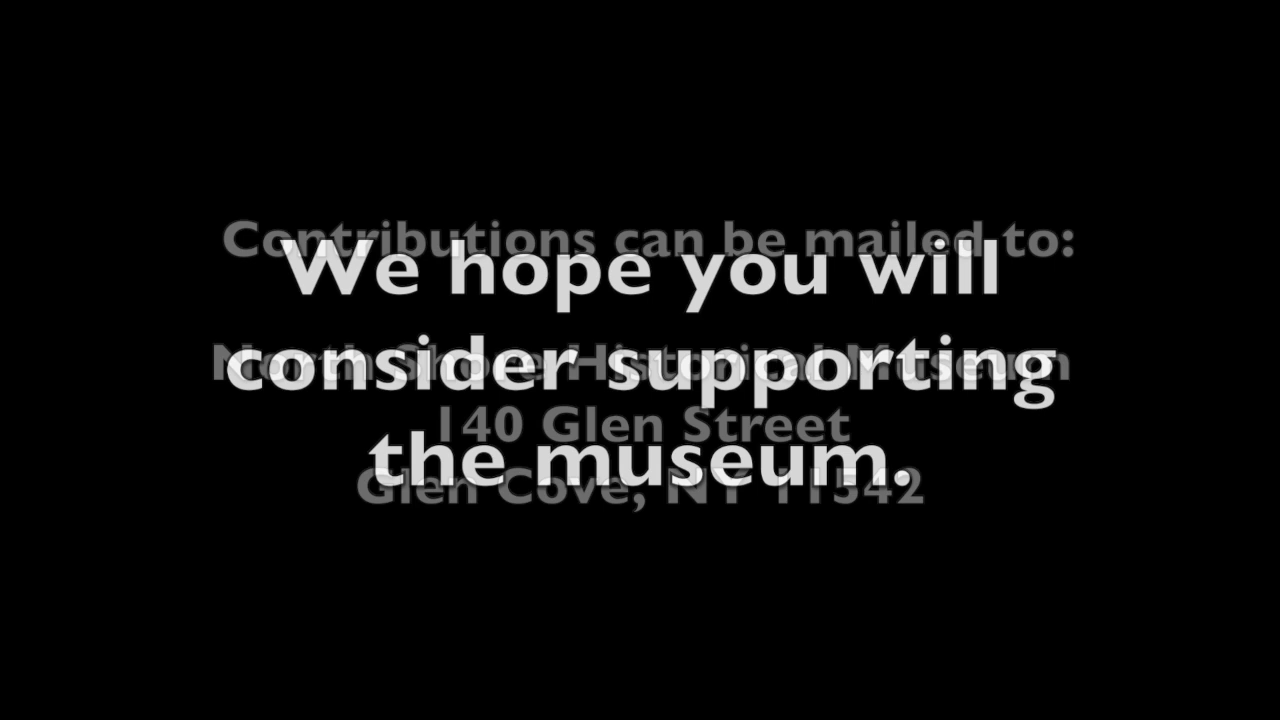 We hope you will
consider supporting
the museum.
Contributions can be mailed to:
North Shore Historical Museum
140 Glen Street
Glen Cove, NY 11542